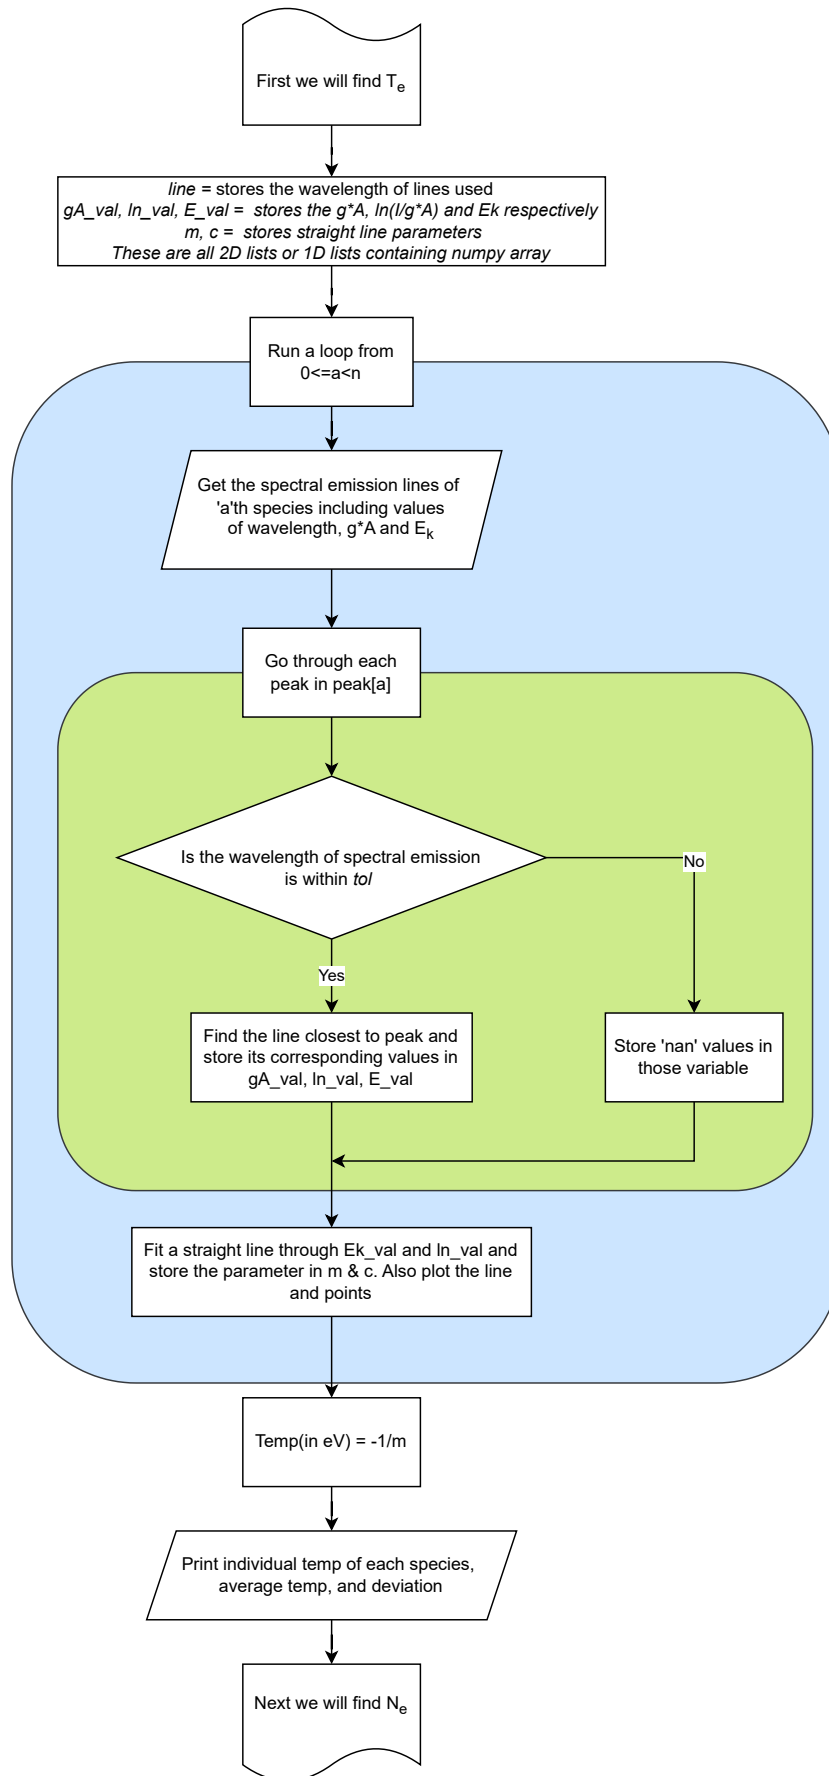 First we will find Te
line = stores the wavelength of lines used
gA_val, ln_val, E_val = stores the g*A, ln(I/g*A) and Ek respectively
m, c = stores straight line parameters
These are all 2D lists or 1D lists containing numpy array
Run a loop from
0<=a<n
Get the spectral emission lines of
'a'th species including values
of wavelength, g*A and Ek
Go through each
peak in peak[a]
Is the wavelength of spectral emission
is within tol
No
Yes
Find the line closest to peak and
store its corresponding values in
gA_val, ln_val, E_val
Store 'nan' values in
those variable
Fit a straight line through Ek_val and ln_val and
store the parameter in m & c. Also plot the line
and points
Temp(in eV) = -1/m
Print individual temp of each species,
average temp, and deviation
Next we will find Ne